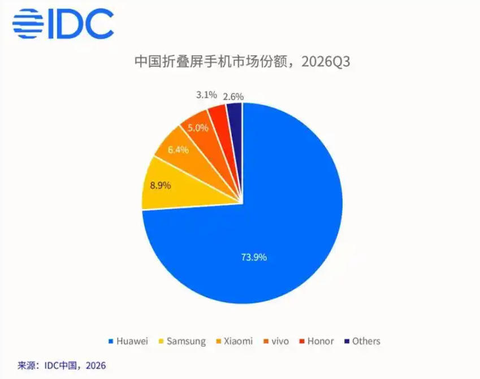 IDC
中国折叠屏手机市场份额，2026Q3
3.1%
2.6%
5.0%
6.4%
8.9%
73.9%
Huawei Samsung Xiaomi vivo Honor Others
来源：IDC中国，2026